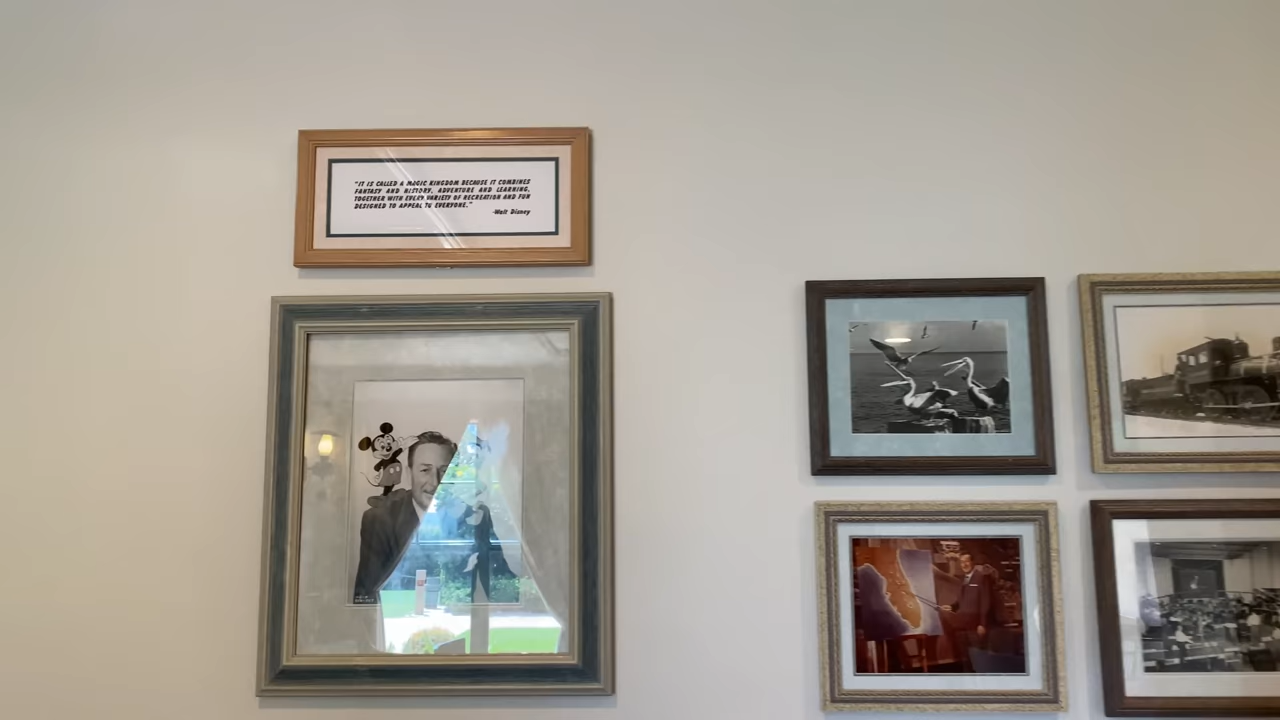 "IT IS CALLED A MAGIC KINGDOM BECAUSE IT COMBINES
FANTASY AND HISTORY, ADVENTURE AND LEARNING,
TOGETHER WITH EVERY VARIETY OF RECREATION AND FUN
DESIGNED TO APPEAL TO EVERYONE."
-Walt Disney